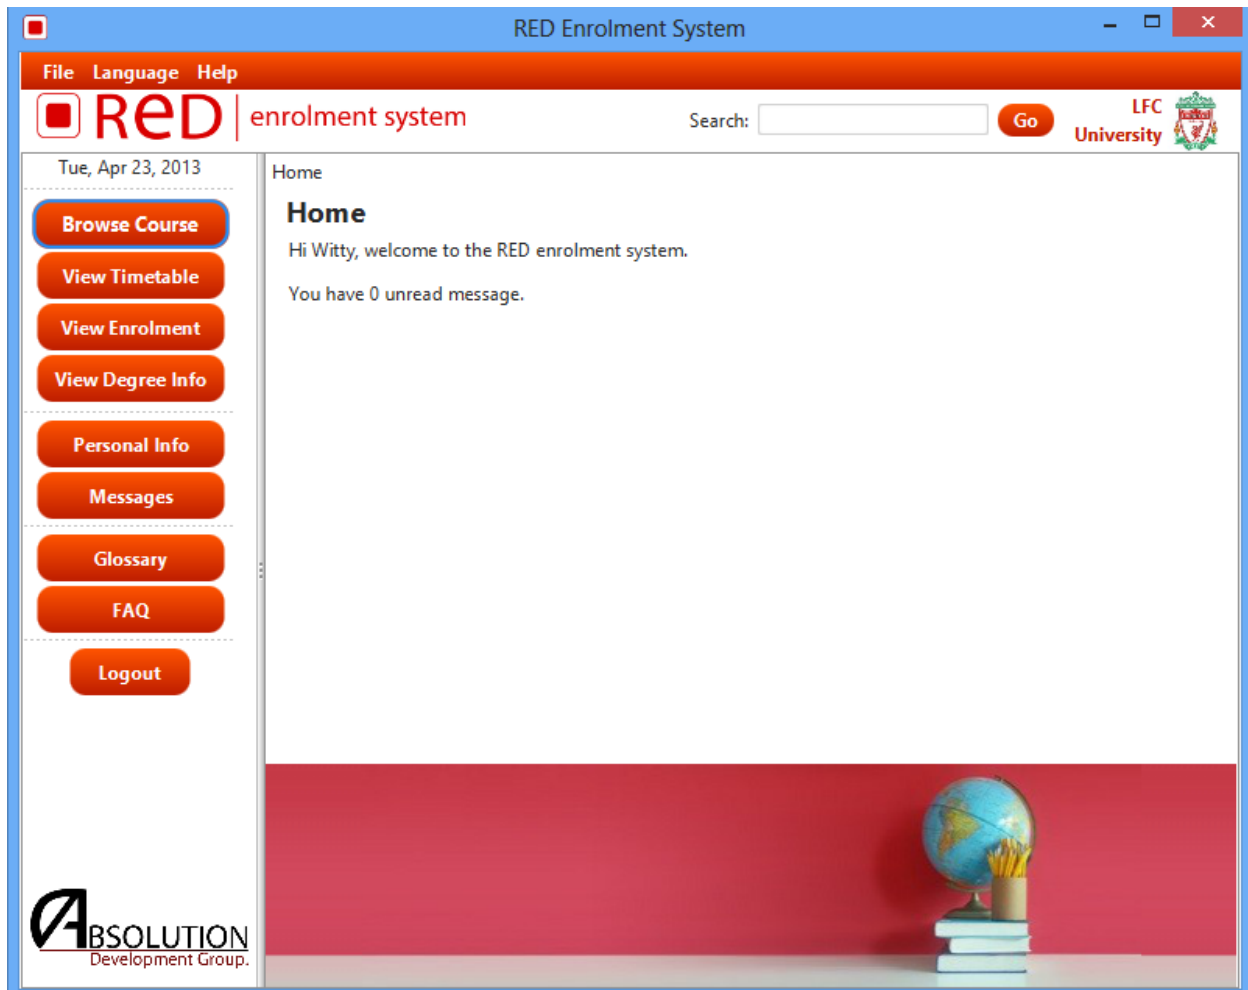 RED Enrolment System
File Language Help
ReD enrolment system
Search:
Go
LFC
University
Tue, Apr 23, 2013
Browse Course
View Timetable
View Enrolment
View Degree Info
Personal Info
Messages
Glossary
FAQ
Logout
ABSOLUTION
Development Group.
Home
Home
Hi Witty, welcome to the RED enrolment system.
You have 0 unread message.